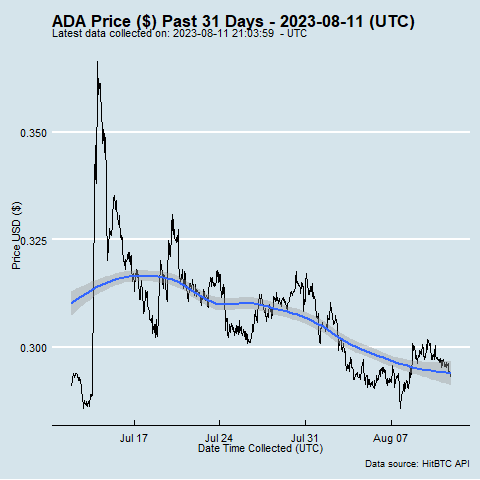 ADA Price ($) Past 31 Days - 2023-08-11 (UTC)
Latest data collected on: 2023-08-11 21:03:59 - UTC
Price USD ($)
0.350
0.325
0.300
Jul 17
Jul 24
Jul 31
Aug 07
Date Time Collected (UTC)
Data source: HitBTC API